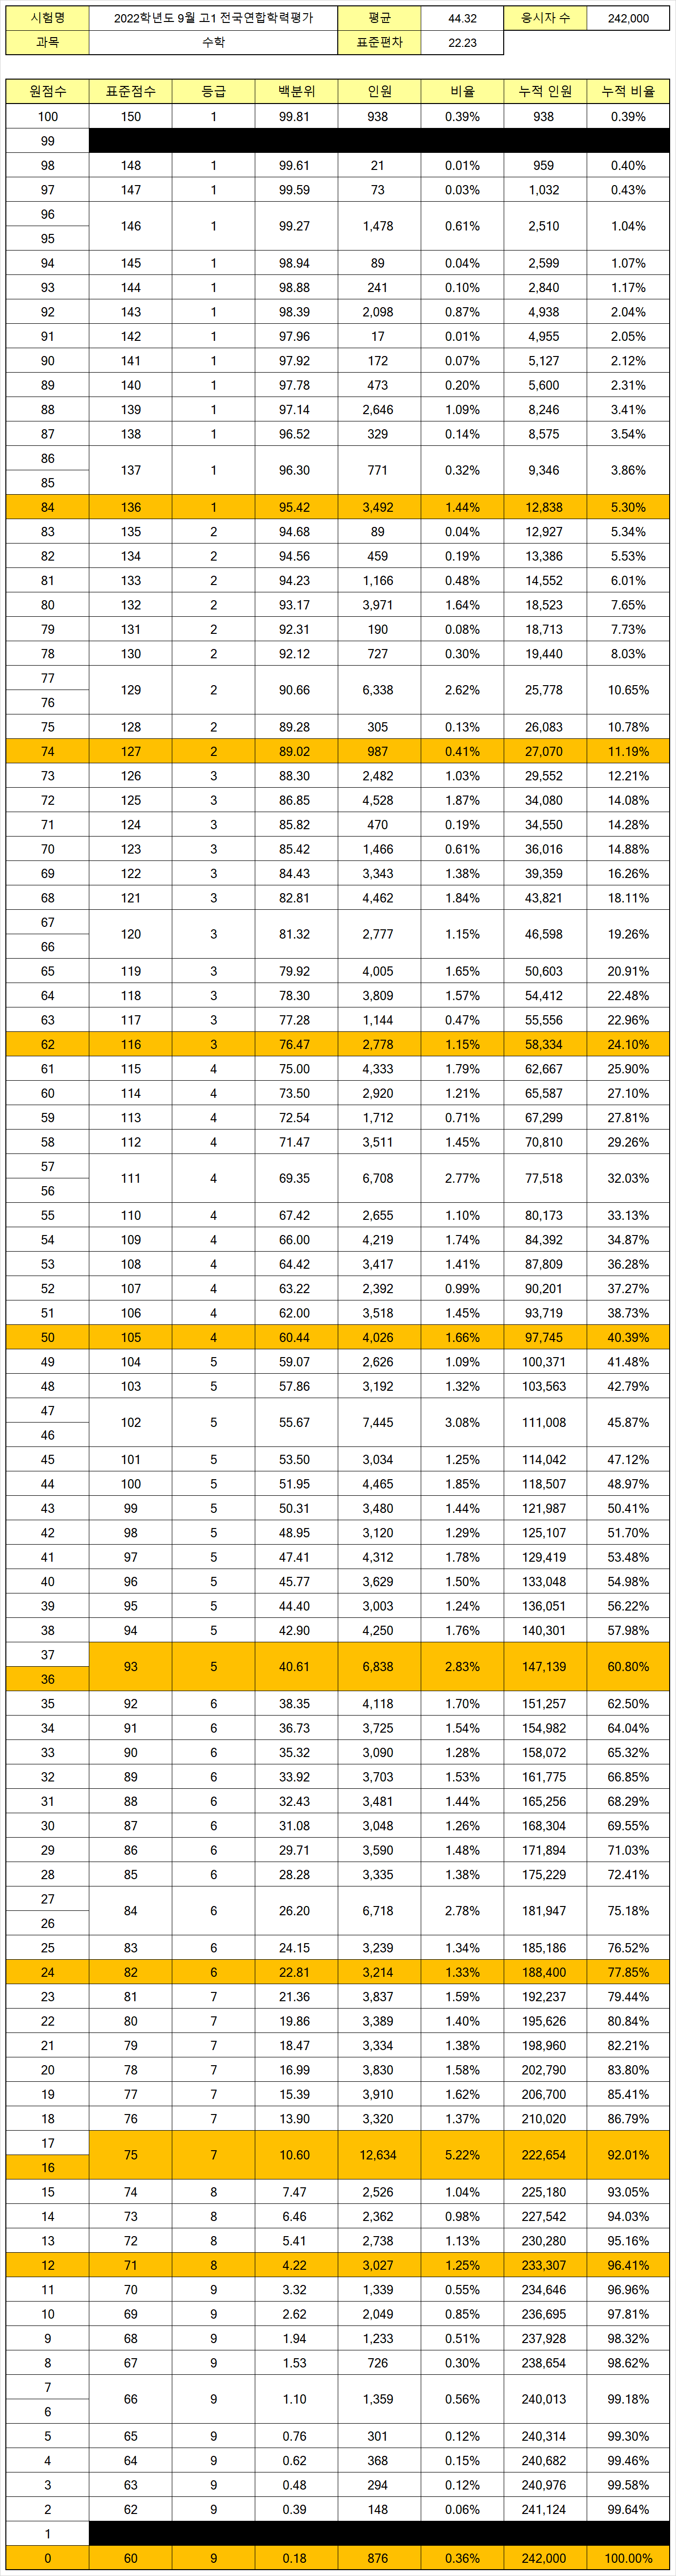 시험명 2022학년도 9월 고1 전국연합학력평가 평균 44.32 응시자 수 242,000
과목 수학 표준편차 22.23
원점수 표준점수 등급 백분위 인원 비율 누적 인원 누적 비율
100 150 1 99.81 938 0.39% 938 0.39%
99
98 148 1 99.61 21 0.01% 959 0.40%
97 147 1 99.59 73 0.03% 1,032 0.43%
96
146 1 99.27 1,478 0.61% 2,510 1.04%
95
94 145 1 98.94 89 0.04% 2,599 1.07%
93 144 1 98.88 241 0.10% 2,840 1.17%
92 143 1 98.39 2,098 0.87% 4,938 2.04%
91 142 1 97.96 17 0.01% 4,955 2.05%
90 141 1 97.92 172 0.07% 5,127 2.12%
89 140 1 97.78 473 0.20% 5,600 2.31%
88 139 1 97.14 2,646 1.09% 8,246 3.41%
87 138 1 96.52 329 0.14% 8,575 3.54%
86
137 1 96.30 771 0.32% 9,346 3.86%
85
84 136 1 95.42 3,492 1.44% 12,838 5.30%
83 135 2 94.68 89 0.04% 12,927 5.34%
82 134 2 94.56 459 0.19% 13,386 5.53%
81 133 2 94.23 1,166 0.48% 14,552 6.01%
80 132 2 93.17 3,971 1.64% 18,523 7.65%
79 131 2 92.31 190 0.08% 18,713 7.73%
78 130 2 92.12 727 0.30% 19,440 8.03%
77
129 2 90.66 6,338 2.62% 25,778 10.65%
76
75 128 2 89.28 305 0.13% 26,083 10.78%
74 127 2 89.02 987 0.41% 27,070 11.19%
73 126 3 88.30 2,482 1.03% 29,552 12.21%
72 125 3 86.85 4,528 1.87% 34,080 14.08%
71 124 3 85.82 470 0.19% 34,550 14.28%
70 123 3 85.42 1,466 0.61% 36,016 14.88%
69 122 3 84.43 3,343 1.38% 39,359 16.26%
68 121 3 82.81 4,462 1.84% 43,821 18.11%
67
120 3 81.32 2,777 1.15% 46,598 19.26%
66
65 119 3 79.92 4,005 1.65% 50,603 20.91%
64 118 3 78.30 3,809 1.57% 54,412 22.48%
63 117 3 77.28 1,144 0.47% 55,556 22.96%
62 116 3 76.47 2,778 1.15% 58,334 24.10%
61 115 4 75.00 4,333 1.79% 62,667 25.90%
60 114 4 73.50 2,920 1.21% 65,587 27.10%
59 113 4 72.54 1,712 0.71% 67,299 27.81%
58 112 4 71.47 3,511 1.45% 70,810 29.26%
57
111 4 69.35 6,708 2.77% 77,518 32.03%
56
55 110 4 67.42 2,655 1.10% 80,173 33.13%
54 109 4 66.00 4,219 1.74% 84,392 34.87%
53 108 4 64.42 3,417 1.41% 87,809 36.28%
52 107 4 63.22 2,392 0.99% 90,201 37.27%
51 106 4 62.00 3,518 1.45% 93,719 38.73%
50 105 4 60.44 4,026 1.66% 97,745 40.39%
49 104 5 59.07 2,626 1.09% 100,371 41.48%
48 103 5 57.86 3,192 1.32% 103,563 42.79%
47
102 5 55.67 7,445 3.08% 111,008 45.87%
46
45 101 5 53.50 3,034 1.25% 114,042 47.12%
44 100 5 51.95 4,465 1.85% 118,507 48.97%
43 99 5 50.31 3,480 1.44% 121,987 50.41%
42 98 5 48.95 3,120 1.29% 125,107 51.70%
41 97 5 47.41 4,312 1.78% 129,419 53.48%
40 96 5 45.77 3,629 1.50% 133,048 54.98%
39 95 5 44.40 3,003 1.24% 136,051 56.22%
38 94 5 42.90 4,250 1.76% 140,301 57.98%
37
93 5 40.61 6,838 2.83% 147,139 60.80%
36
35 92 6 38.35 4,118 1.70% 151,257 62.50%
34 91 6 36.73 3,725 1.54% 154,982 64.04%
33 90 6 35.32 3,090 1.28% 158,072 65.32%
32 89 6 33.92 3,703 1.53% 161,775 66.85%
31 88 6 32.43 3,481 1.44% 165,256 68.29%
30 87 6 31.08 3,048 1.26% 168,304 69.55%
29 86 6 29.71 3,590 1.48% 171,894 71.03%
28 85 6 28.28 3,335 1.38% 175,229 72.41%
27
84 6 26.20 6,718 2.78% 181,947 75.18%
26
25 83 6 24.15 3,239 1.34% 185,186 76.52%
24 82 6 22.81 3,214 1.33% 188,400 77.85%
23 81 7 21.36 3,837 1.59% 192,237 79.44%
22 80 7 19.86 3,389 1.40% 195,626 80.84%
21 79 7 18.47 3,334 1.38% 198,960 82.21%
20 78 7 16.99 3,830 1.58% 202,790 83.80%
19 77 7 15.39 3,910 1.62% 206,700 85.41%
18 76 7 13.90 3,320 1.37% 210,020 86.79%
17
75 7 10.60 12,634 5.22% 222,654 92.01%
16
15 74 8 7.47 2,526 1.04% 225,180 93.05%
14 73 8 6.46 2,362 0.98% 227,542 94.03%
13 72 8 5.41 2,738 1.13% 230,280 95.16%
12 71 8 4.22 3,027 1.25% 233,307 96.41%
11 70 9 3.32 1,339 0.55% 234,646 96.96%
10 69 9 2.62 2,049 0.85% 236,695 97.81%
9 68 9 1.94 1,233 0.51% 237,928 98.32%
8 67 9 1.53 726 0.30% 238,654 98.62%
7
66 9 1.10 1,359 0.56% 240,013 99.18%
6
5 65 9 0.76 301 0.12% 240,314 99.30%
4 64 9 0.62 368 0.15% 240,682 99.46%
3 63 9 0.48 294 0.12% 240,976 99.58%
2 62 9 0.39 148 0.06% 241,124 99.64%
1
0 60 9 0.18 876 0.36% 242,000 100.00%